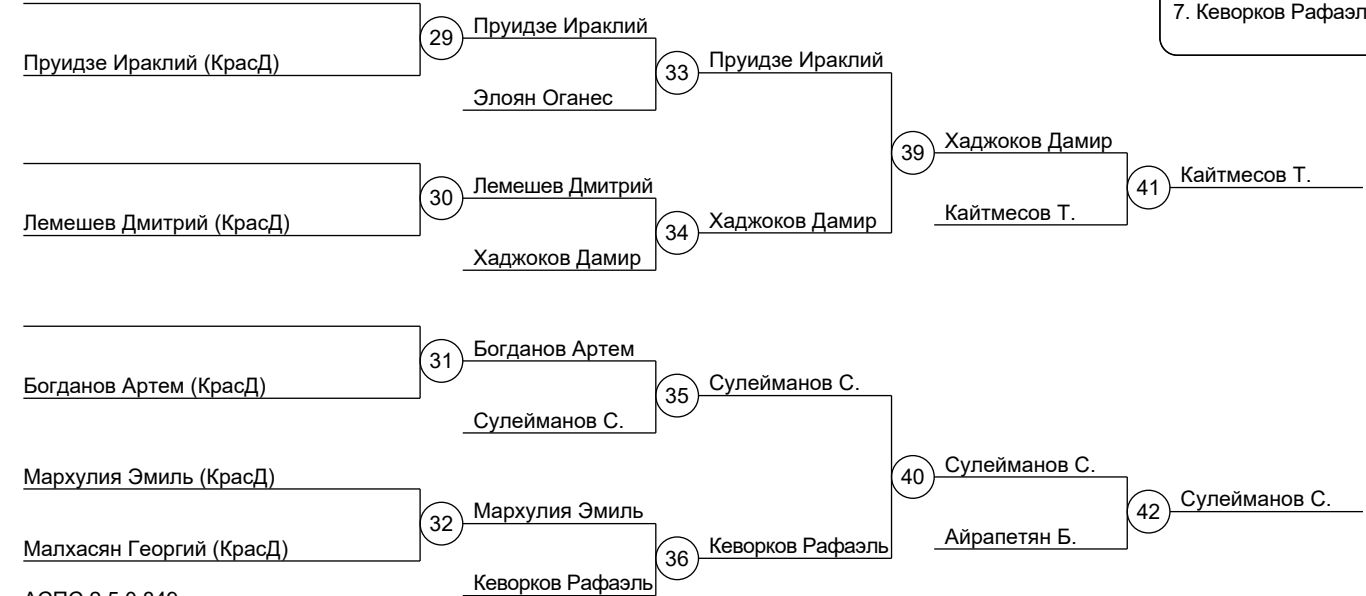 7. Кеворков Рафаэл
29
Пруидзе Ираклий
Пруидзе Ираклий (КрасД)
33
Пруидзе Ираклий
Элоян Оганес
39
Хаджоков Дамир
41
Кайтмесов Т.
30
Лемешев Дмитрий
Лемешев Дмитрий (КрасД)
34
Хаджоков Дамир
Кайтмесов Т.
Хаджоков Дамир
31
Богданов Артем
Богданов Артем (КрасД)
35
Сулейманов С.
Сулейманов С.
Мархулия Эмиль (КрасД)
40
Сулейманов С.
42
Сулейманов С.
32
Мархулия Эмиль
Айрапетян Б.
Малхасян Георгий (КрасД)
36
Кеворков Рафаэль
Кеворков Рафаэль